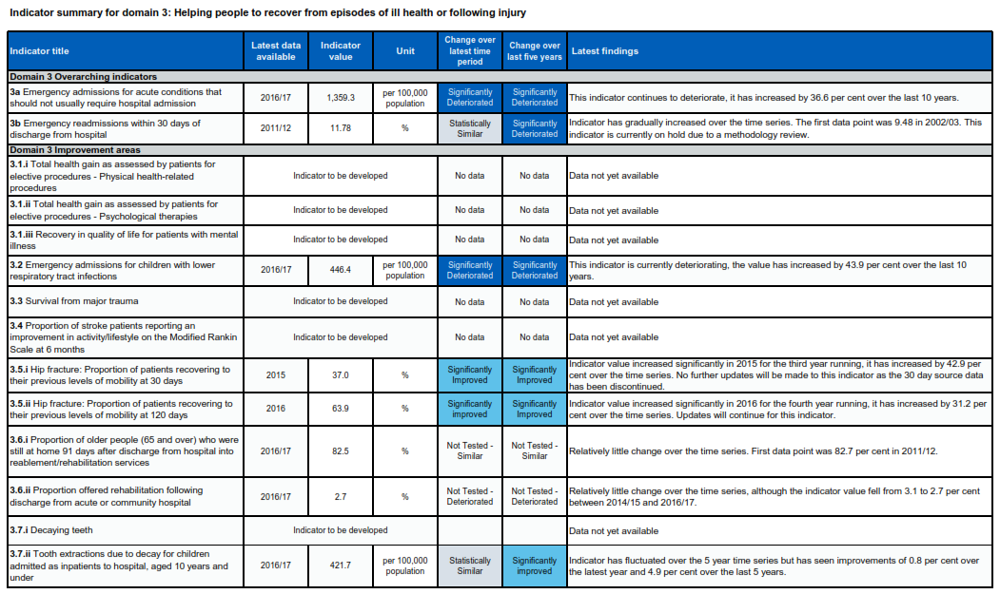 Indicator summary for domain 3: Helping people to recover from episodes of ill health or following injury
Indicator title
Latest data
available
Indicator
value
Unit
Change over
latest time
period
Change over
last five years
Latest findings
Domain 3 Overarching indicators
3a Emergency admissions for acute conditions that
should not usually require hospital admission
2016/17
1,359.3
per 100,000
population
Significantly
Deteriorated
Significantly
Deteriorated
This indicator continues to deteriorate, it has increased by 36.6 per cent over the last 10 years.
3b Emergency readmissions within 30 days of
discharge from hospital
2011/12
11.78
%
Statistically
Similar
Significantly
Deteriorated
Indicator has gradually increased over the time series. The first data point was 9.48 in 2002/03. This
indicator is currently on hold due to a methodology review.
Domain 3 Improvement areas
3.1.i Total health gain as assessed by patients for
elective procedures - Physical health-related
procedures
Indicator to be developed
No data
No data
Data not yet available
3.1.ii Total health gain as assessed by patients for
elective procedures - Psychological therapies
Indicator to be developed
No data
No data
Data not yet available
3.1.iii Recovery in quality of life for patients with mental
illness
Indicator to be developed
No data
No data
Data not yet available
3.2 Emergency admissions for children with lower
respiratory tract infections
2016/17
446.4
per 100,000
population
Significantly
Deteriorated
Significantly
Deteriorated
This indicator is currently deteriorating, the value has increased by 43.9 per cent over the last 10
years.
3.3 Survival from major trauma
Indicator to be developed
No data
No data
Data not yet available
3.4 Proportion of stroke patients reporting an
improvement in activity/lifestyle on the Modified Rankin
Scale at 6 months
Indicator to be developed
No data
No data
Data not yet available
3.5.i Hip fracture: Proportion of patients recovering to
their previous levels of mobility at 30 days
2015
37.0
%
Significantly
Improved
Significantly
Improved
Indicator value increased significantly in 2015 for the third year running, it has increased by 42.9 per
cent over the time series. No further updates will be made to this indicator as the 30 day source data
has been discontinued.
3.5.ii Hip fracture: Proportion of patients recovering to
their previous levels of mobility at 120 days
2016
63.9
%
Significantly
improved
Significantly
Improved
Indicator value increased significantly in 2016 for the fourth year running, it has increased by 31.2 per
cent over the time series. Updates will continue for this indicator.
3.6.i Proportion of older people (65 and over) who were
still at home 91 days after discharge from hospital into
reablement/rehabilitation services
2016/17
82.5
%
Not Tested -
Similar
Not Tested -
Similar
Relatively little change over the time series. First data point was 82.7 per cent in 2011/12.
3.6.ii Proportion offered rehabilitation following
discharge from acute or community hospital
2016/17
2.7
%
Not Tested -
Deteriorated
Not Tested -
Deteriorated
Relatively little change over the time series, although the indicator value fell from 3.1 to 2.7 per cent
between 2014/15 and 2016/17.
3.7.i Decaying teeth
Indicator to be developed
Data not yet available
3.7.ii Tooth extractions due to decay for children
admitted as inpatients to hospital, aged 10 years and
under
2016/17
421.7
per 100,000
population
Statistically
Similar
Significantly
improved
Indicator has fluctuated over the 5 year time series but has seen improvements of 0.8 per cent over
the latest year and 4.9 per cent over the last 5 years.